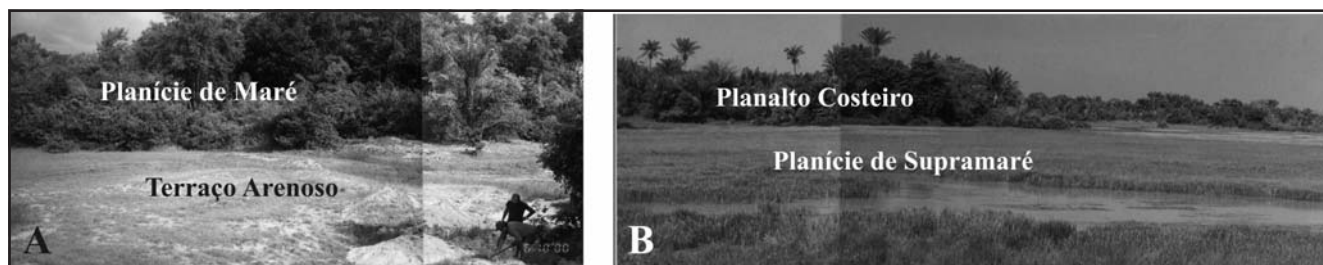 Planície de Maré
Terraço Arenoso
A
Planalto Costeiro
Planície de Supramaré
B